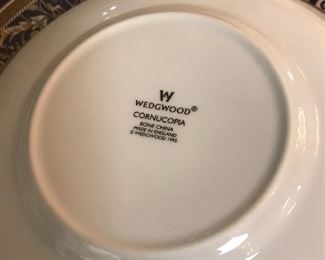 W
WEDGWOOD®
CORNUCOPIA
BONE CHINA
MADE IN ENGLAND
© WEDGWOOD 1995